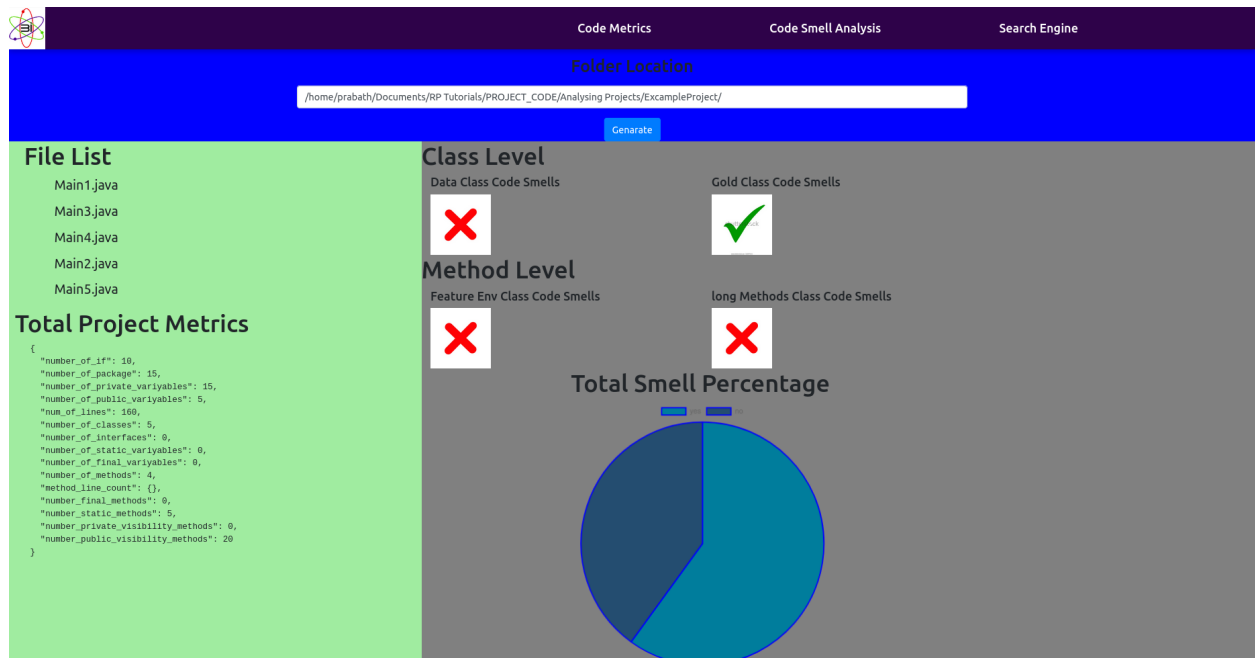 Code Metrics
Code Smell Analysis
Search Engine
Folder Location
/home/prabath/Documents/RP Tutorials/PROJECT_CODE/Analysing Projects/ExcampleProject/
Genarate
File List
Main1.java
Main3.java
Main4.java
Main2.java
Main5.java
Total Project Metrics
{
"number_of_if": 10,
"number_of_package": 15,
"number_of_private_variyables": 15,
"number_of_public_variyables": 5,
"num_of_lines": 160,
"number_of_classes": 5,
"number_of_interfaces": 0,
"number_of_static_variyables": 0,
"number_of_final_variyables": 0,
"number_of_methods": 4,
"method_line_count": {},
"number_final_methods": 0,
"number_static_methods": 5,
"number_private_visibility_methods": 0,
"number_public_visibility_methods": 20
}
Class Level
Data Class Code Smells
Gold Class Code Smells
Method Level
Feature Env Class Code Smells
long Methods Class Code Smells
Total Smell Percentage